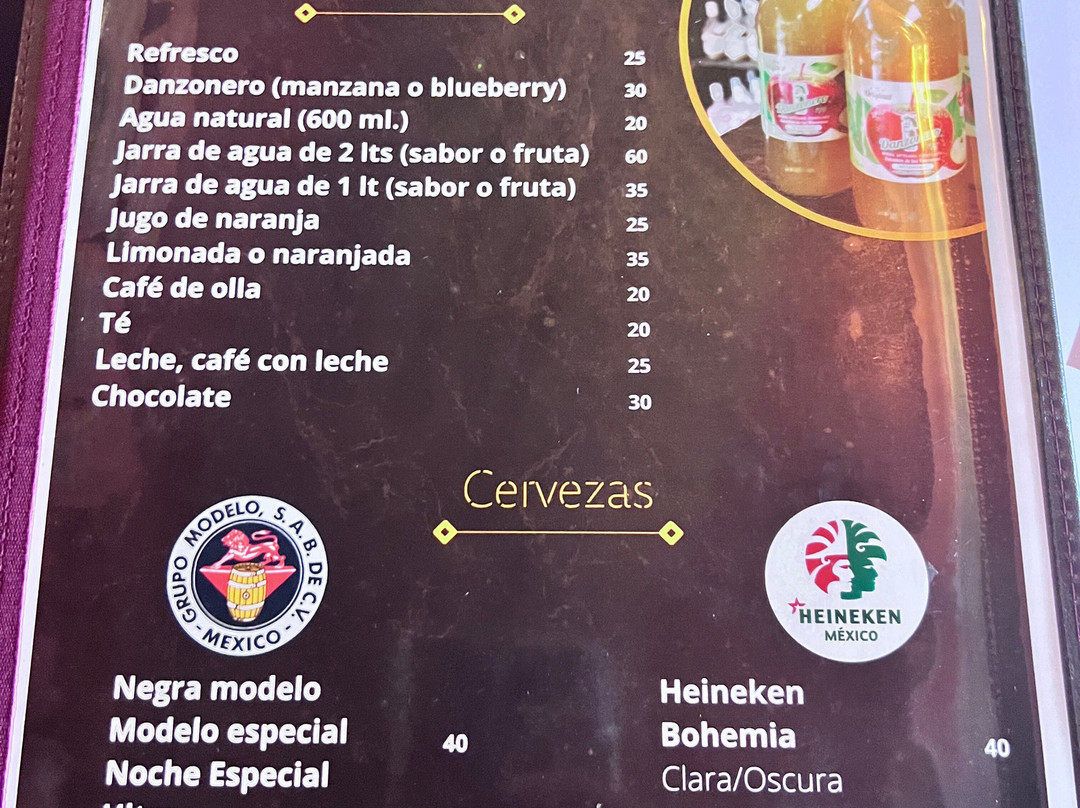 Refresco 25
Danzonero (manzana o blueberry) 30
Agua natural (600 ml.) 20
Jarra de agua de 2 lts (sabor o fruta) 60
Jarra de agua de 1 lt (sabor o fruta) 35
Jugo de naranja 25
Limonada o naranjada 35
Café de olla 20
Té 20
Leche, café con leche 25
Chocolate 30
Danzonero
Danzonero
Cervezas
GRUPO MODELO, S.A.B. DE C.V.
- MEXICO -
HEINEKEN
MÉXICO
Negra modelo
Modelo especial 40
Noche Especial
Heineken
Bohemia 40
Clara/Oscura